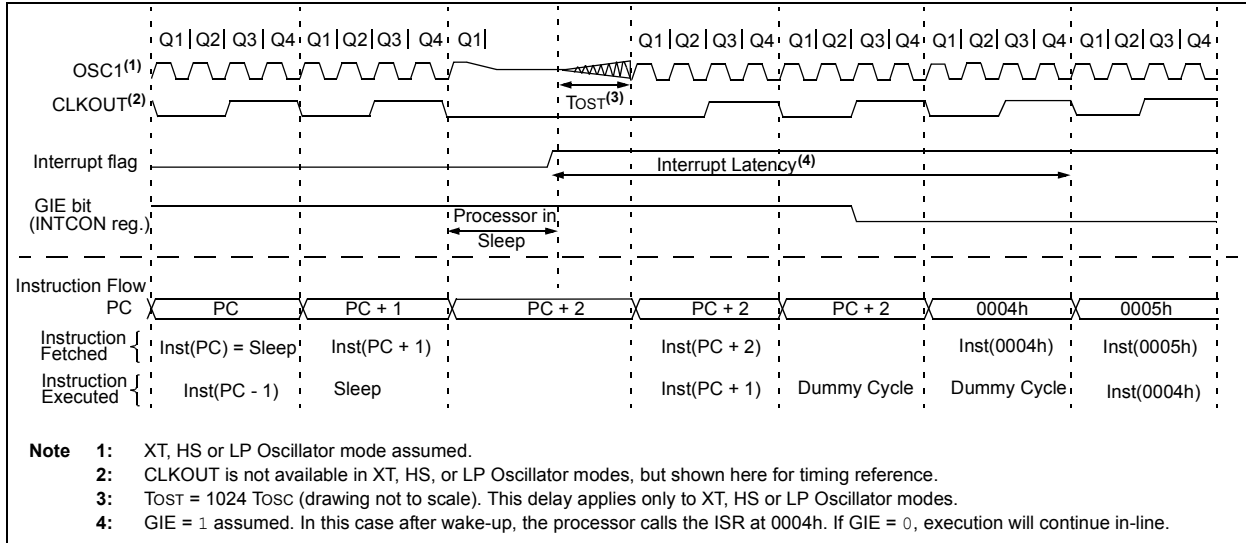 Q1 | Q2 | Q3 | Q4 Q1 | Q2 | Q3 | Q4 Q1 | Q1 | Q2 | Q3 | Q4 Q1 | Q2 | Q3 | Q4 Q1 | Q2 | Q3 | Q4 Q1 | Q2 | Q3 | Q4
OSC1(1)
TOST(3)
CLKOUT(2)
Interrupt flag
Interrupt Latency(4)
GIE bit
(INTCON reg.)
Processor in
Sleep
Instruction Flow
PC PC PC + 1 PC + 2 PC + 2 PC + 2 0004h 0005h
Instruction
Fetched { Inst(PC) = Sleep Inst(PC + 1) Inst(PC + 2) Inst(0004h) Inst(0005h)
Instruction
Executed { Inst(PC - 1) Sleep Inst(PC + 1) Dummy Cycle Dummy Cycle Inst(0004h)
Note 1: XT, HS or LP Oscillator mode assumed.
2: CLKOUT is not available in XT, HS, or LP Oscillator modes, but shown here for timing reference.
3: TOST = 1024 TOSC (drawing not to scale). This delay applies only to XT, HS or LP Oscillator modes.
4: GIE = 1 assumed. In this case after wake-up, the processor calls the ISR at 0004h. If GIE = 0, execution will continue in-line.